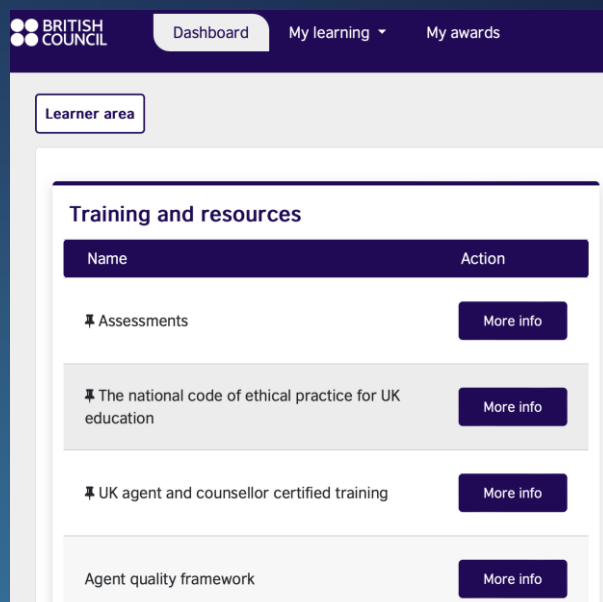 BRITISH
COUNCIL
Dashboard
My learning
My awards
Learner area
Training and resources
Name
Action
Assessments
More info
The national code of ethical practice for UK
education
More info
UK agent and counsellor certified training
More info
Agent quality framework
More info